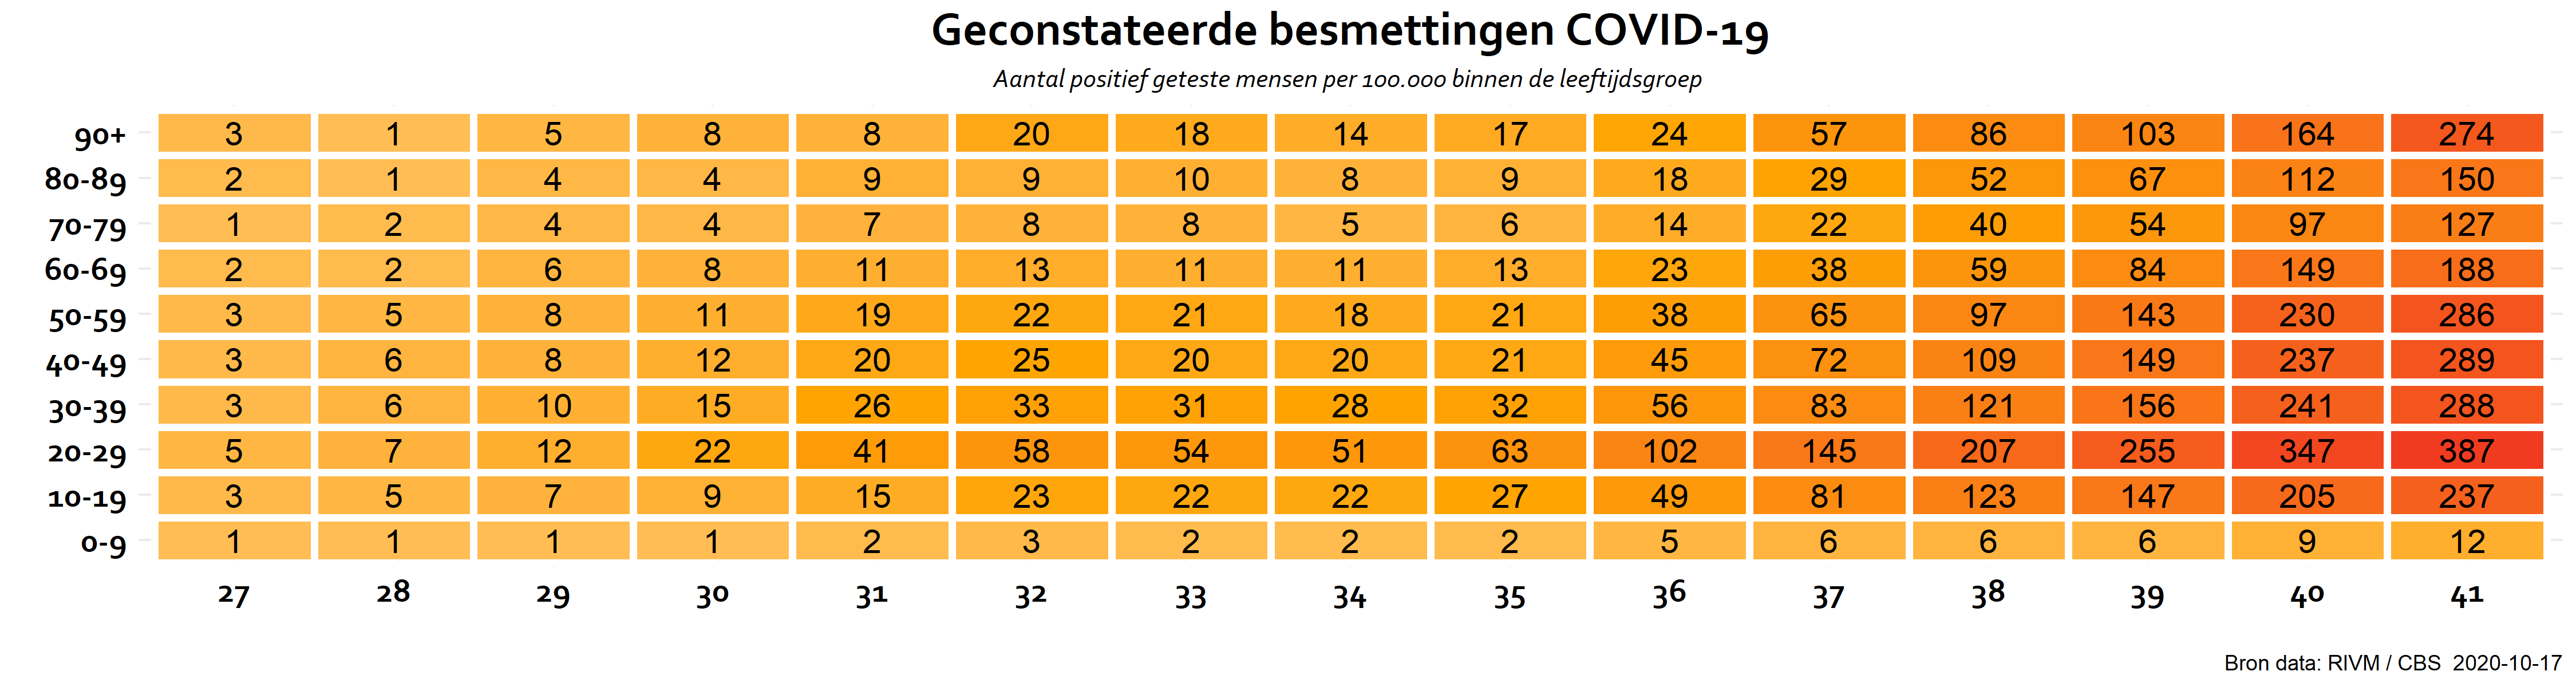 Geconstateerde besmettingen COVID-19
Aantal positief geteste mensen per 100.000 binnen de leeftijdsgroep
90+ 3 1 5 8 8 20 18 14 17 24 57 86 103 164 274
80-89 2 1 4 4 9 9 10 8 9 18 29 52 67 112 150
70-79 1 2 4 4 7 8 8 5 6 14 22 40 54 97 127
60-69 2 2 6 8 11 13 11 11 13 23 38 59 84 149 188
50-59 3 5 8 11 19 22 21 18 21 38 65 97 143 230 286
40-49 3 6 8 12 20 25 20 20 21 45 72 109 149 237 289
30-39 3 6 10 15 26 33 31 28 32 56 83 121 156 241 288
20-29 5 7 12 22 41 58 54 51 63 102 145 207 255 347 387
10-19 3 5 7 9 15 23 22 22 27 49 81 123 147 205 237
0-9 1 1 1 1 2 3 2 2 2 5 6 6 6 9 12
27 28 29 30 31 32 33 34 35 36 37 38 39 40 41
Bron data: RIVM / CBS 2020-10-17